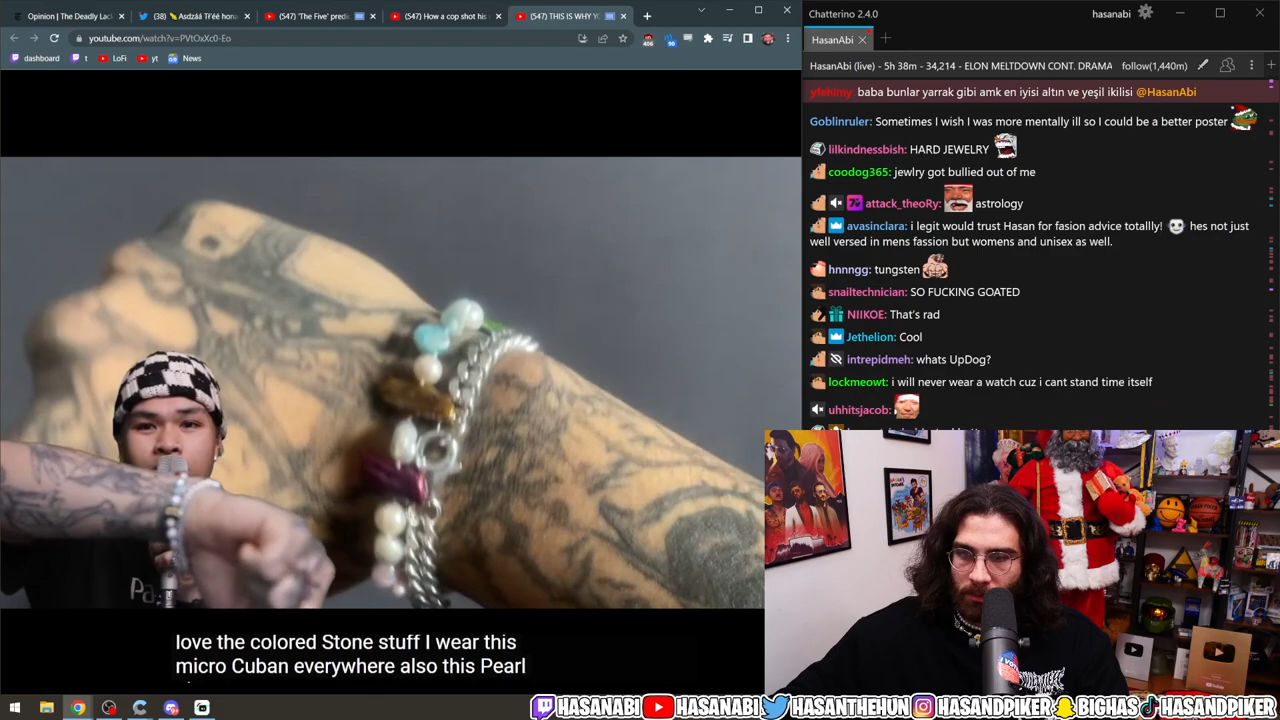 Opinion | The Deadly Lac
(38) Asdzáá Tł'éé hona
(547) 'The Five' predic
(547) How a cop shot his
(547) THIS IS WHY YO
Chatterino 2.4.0
hasanabi
youtube.com/watch?v=PVtOxXc0-Eo
406
90
HasanAbi
dashboard
t
LoFi
yt
News
HasanAbi (live) - 5h 38m - 34,214 - ELON MELTDOWN CONT. DRAMA
follow(1,440m)
yfehimy baba bunlar yarrak gibi amk en iyisi altın ve yeşil ikilisi @HasanAbi
Goblinruler: Sometimes I wish I was more mentally ill so I could be a better poster
lilkindnessbish: HARD JEWELRY
coodog365: jewlry got bullied out of me
attack_theoRy: astrology
avasinclara: i legit would trust Hasan for fasion advice totallly! hes not just
well versed in mens fassion but womens and unisex as well.
hnnngg: tungsten
snailtechnician: SO FUCKING GOATED
NIIKOE: That's rad
Jethelion: Cool
intrepidmeh: whats UpDog?
lockmeowt: i will never wear a watch cuz i cant stand time itself
uhhitsjacob:
love the colored Stone stuff I wear this
micro Cuban everywhere also this Pearl
HASANABI
HASANABI
HASANTHEHUN
HASANDPIKER
BIGHAS
HASANDPIKER